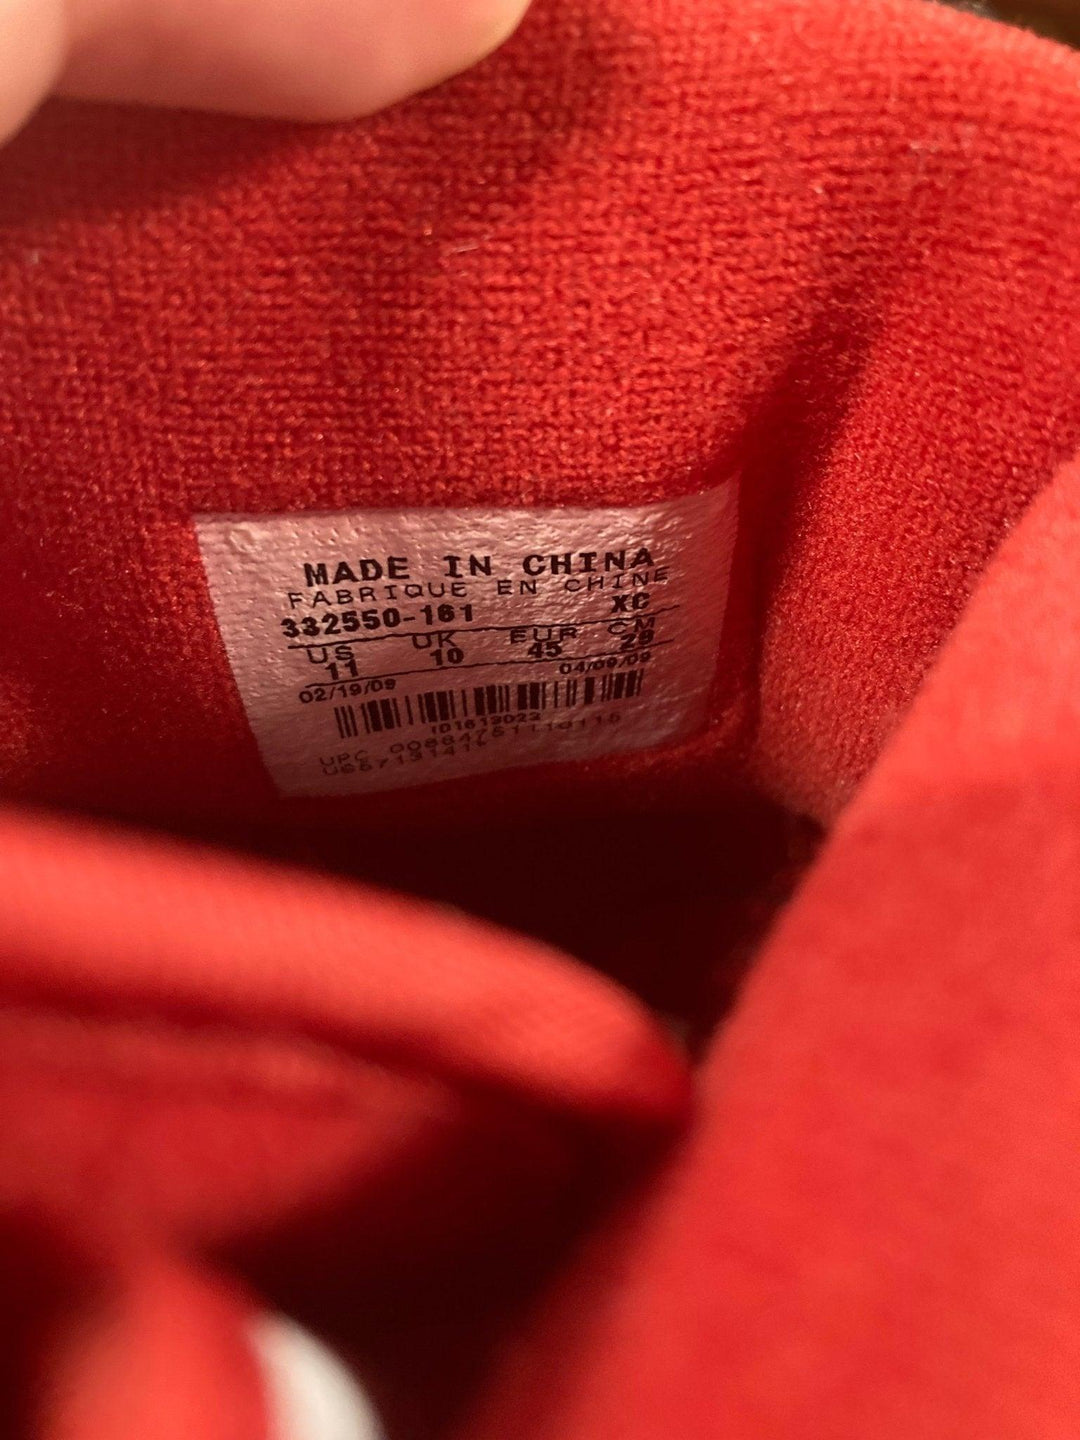 MADE IN CHINA
FABRIQUE EN CHINE
332550-161 XC
US UK EUR CM
11 10 45 29
02/19/09 04/09/09
UPC